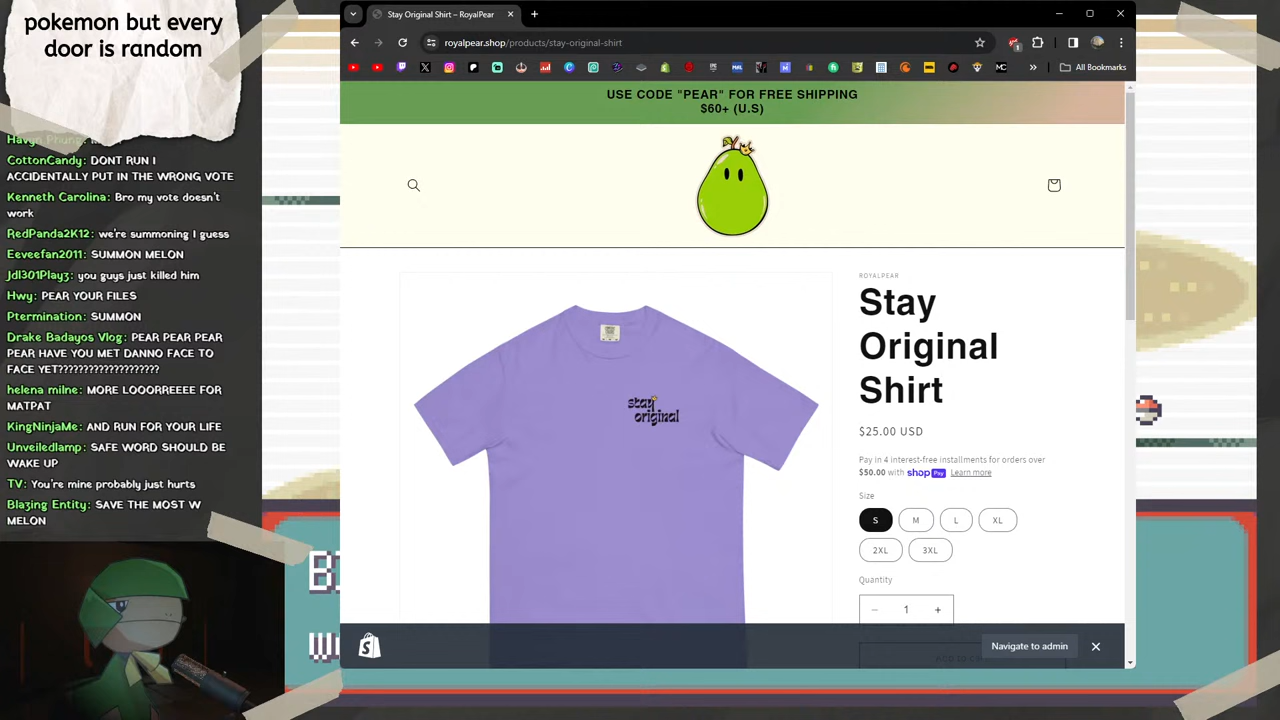 pokemon but every
door is random
Havyn Phung:
CottonCandy: DONT RUN I
ACCIDENTALLY PUT IN THE WRONG VOTE
Kenneth Carolina: Bro my vote doesn't
work
RedPanda2K12: we're summoning I guess
Eeveefan2011: SUMMON MELON
Jdl301Playz: you guys just killed him
Hwy: PEAR YOUR FILES
Ptermination: SUMMON
Drake Badayos Vlog: PEAR PEAR PEAR
PEAR HAVE YOU MET DANNO FACE TO
FACE YET???????????????????
helena milne: MORE LOOORREEEE FOR
MATPAT
KingNinjaMe: AND RUN FOR YOUR LIFE
Unveiledlamp: SAFE WORD SHOULD BE
WAKE UP
TV: You're mine probably just hurts
Blazing Entity: SAVE THE MOST W
MELON
Stay Original Shirt – RoyalPear
royalpear.shop/products/stay-original-shirt
All Bookmarks
USE CODE "PEAR" FOR FREE SHIPPING
$60+ (U.S)
stay
original
ROYALPEAR
Stay
Original
Shirt
$25.00 USD
Pay in 4 interest-free installments for orders over
$50.00 with shop Pay Learn more
Size
S M L XL
2XL 3XL
Quantity
− 1 +
ADD TO
Navigate to admin